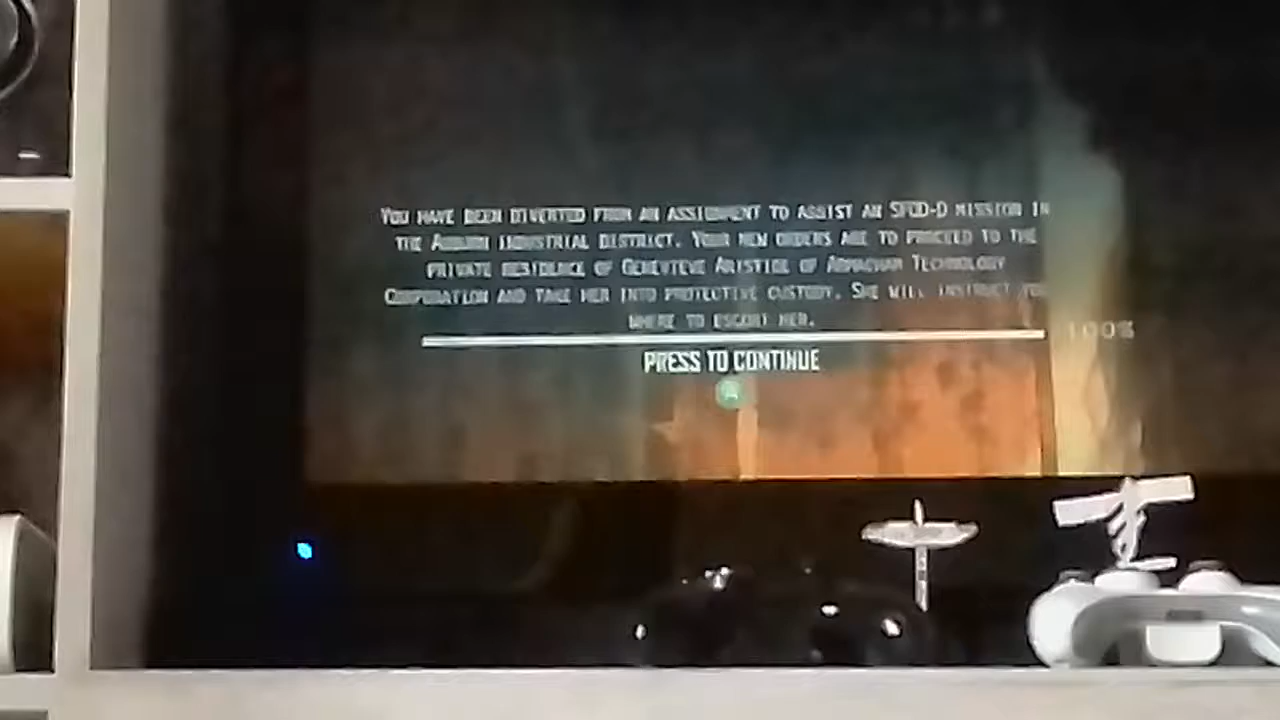 You have been diverted from an assignment to assist an SFOD-D mission in
the Auburn industrial district. Your new orders are to proceed to the
private residence of Genevieve Aristide of Armacham Technology
Corporation and take her into protective custody. She will instruct you
where to escort her.
100%
PRESS TO CONTINUE
A